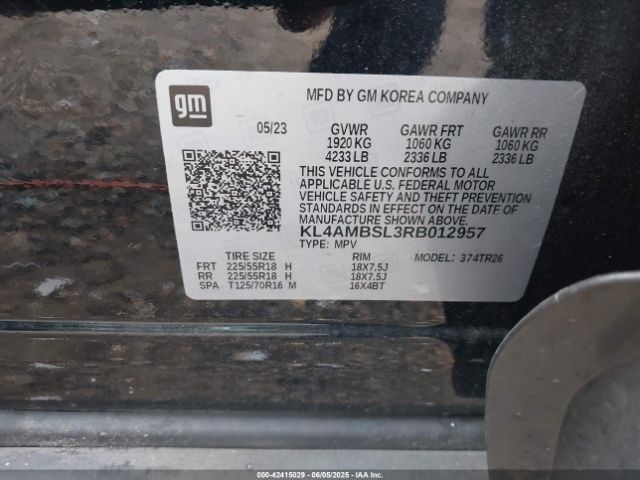 gm
MFD BY GM KOREA COMPANY
05/23 GVWR GAWR FRT GAWR RR
1920 KG 1060 KG 1060 KG
4233 LB 2336 LB 2336 LB
THIS VEHICLE CONFORMS TO ALL
APPLICABLE U.S. FEDERAL MOTOR
VEHICLE SAFETY AND THEFT PREVENTION
STANDARDS IN EFFECT ON THE DATE OF
MANUFACTURE SHOWN ABOVE.
KL4AMBSL3RB012957
TYPE: MPV MODEL: 374TR26
TIRE SIZE RIM
FRT 225/55R18 H 18X7.5J
RR 225/55R18 H 18X7.5J
SPA T125/70R16 M 16X4BT
000-42415029 - 06/05/2025 - IAAI.COM